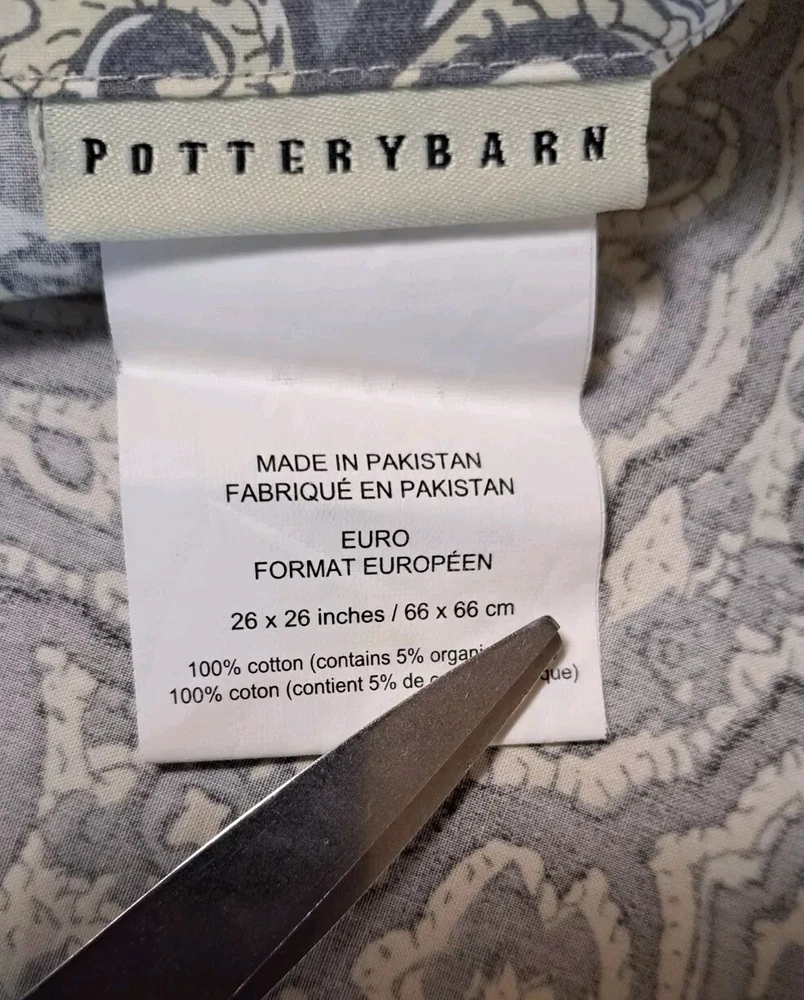 POTTERYBARN
MADE IN PAKISTAN
FABRIQUÉ EN PAKISTAN
EURO
FORMAT EUROPÉEN
26 x 26 inches / 66 x 66 cm
100% cotton (contains 5%
100% coton (contient 5% de